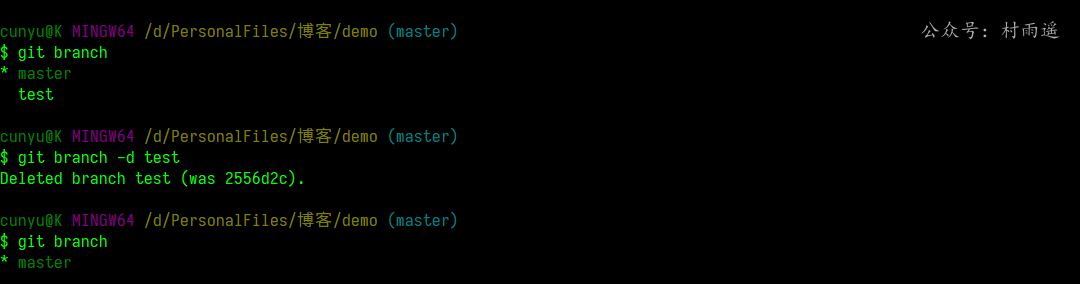 cunyu@K MINGW64 /d/PersonalFiles/博客/demo (master)
公众号：村雨遥
$ git branch
* master
  test
cunyu@K MINGW64 /d/PersonalFiles/博客/demo (master)
$ git branch -d test
Deleted branch test (was 2556d2c).
cunyu@K MINGW64 /d/PersonalFiles/博客/demo (master)
$ git branch
* master